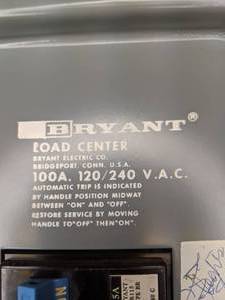 BRYANT®
LOAD CENTER
BRYANT ELECTRIC CO.
BRIDGEPORT, CONN. U.S.A.
100A. 120/240 V.A.C.
AUTOMATIC TRIP IS INDICATED
BY HANDLE POSITION MIDWAY
BETWEEN "ON" AND "OFF".
RESTORE SERVICE BY MOVING
HANDLE TO "OFF" THEN "ON".